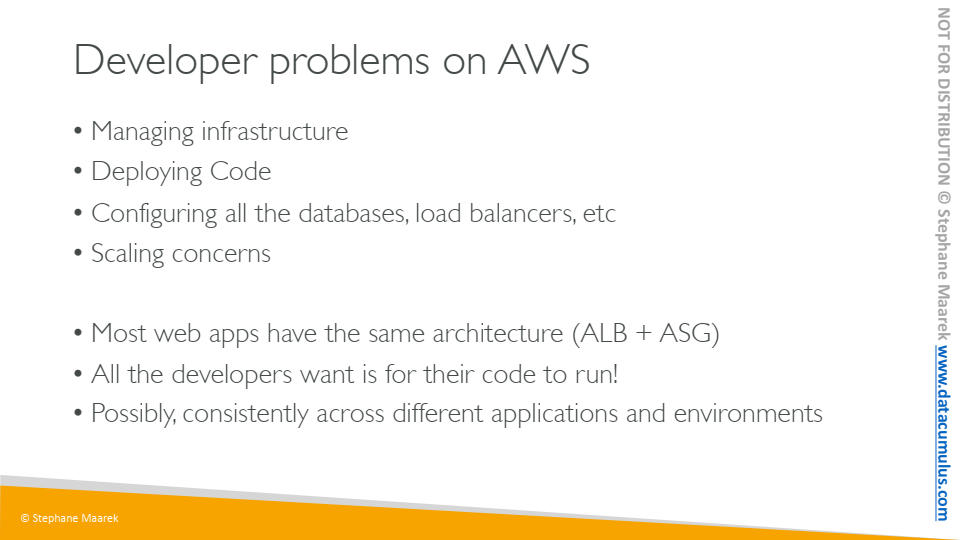 Developer problems on AWS
• Managing infrastructure
• Deploying Code
• Configuring all the databases, load balancers, etc
• Scaling concerns
• Most web apps have the same architecture (ALB + ASG)
• All the developers want is for their code to run!
• Possibly, consistently across different applications and environments
© Stephane Maarek
NOT FOR DISTRIBUTION © Stephane Maarek www.datacumulus.com